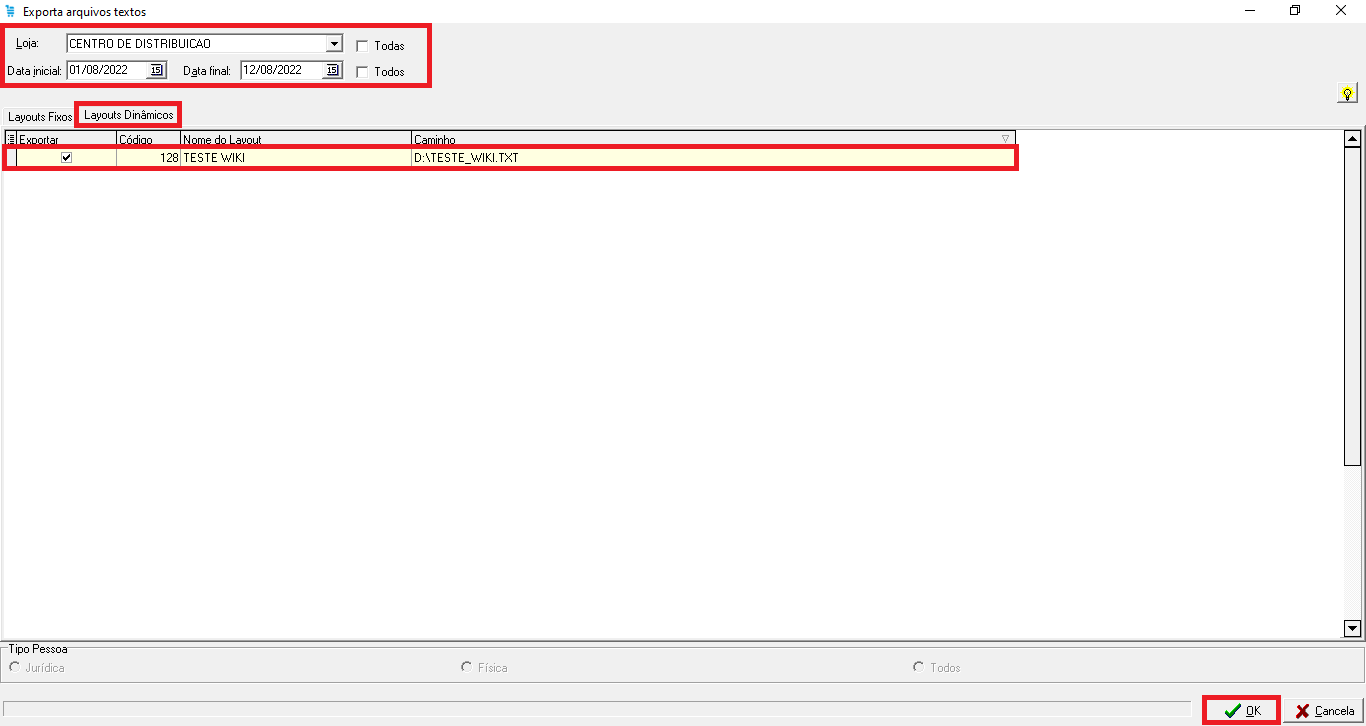 Exporta arquivos textos
Loja: CENTRO DE DISTRIBUICAO Todas
Data inicial: 01/08/2022 15 Data final: 12/08/2022 15 Todos
Layouts Fixos Layouts Dinâmicos
Exportar Código Nome do Layout Caminho
128 TESTE WIKI D:\TESTE_WIKI.TXT
Tipo Pessoa
Jurídica Física Todos
OK Cancela